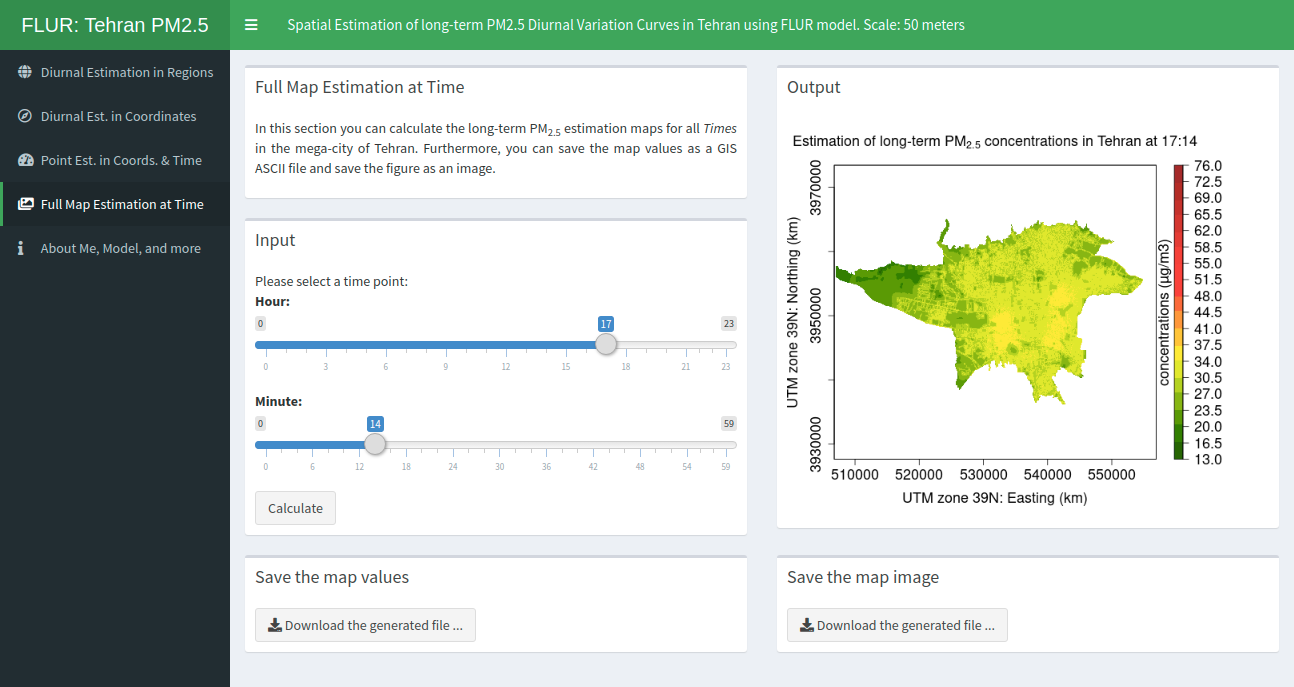 FLUR: Tehran PM2.5
Spatial Estimation of long-term PM2.5 Diurnal Variation Curves in Tehran using FLUR model. Scale: 50 meters
Diurnal Estimation in Regions
Diurnal Est. in Coordinates
Point Est. in Coords. & Time
Full Map Estimation at Time
About Me, Model, and more
Full Map Estimation at Time
In this section you can calculate the long-term PM2.5 estimation maps for all Times
in the mega-city of Tehran. Furthermore, you can save the map values as a GIS
ASCII file and save the figure as an image.
Input
Please select a time point:
Hour:
0 17 23
0 3 6 9 12 15 18 21 23
Minute:
0 14 59
0 6 12 18 24 30 36 42 48 54 59
Calculate
Save the map values
Download the generated file ...
Output
Estimation of long-term PM2.5 concentrations in Tehran at 17:14
UTM zone 39N: Northing (km)
3970000
3950000
3930000
510000 520000 530000 540000 550000
UTM zone 39N: Easting (km)
concentrations (µg/m3)
76.0
72.5
69.0
65.5
62.0
58.5
55.0
51.5
48.0
44.5
41.0
37.5
34.0
30.5
27.0
23.5
20.0
16.5
13.0
Save the map image
Download the generated file ...